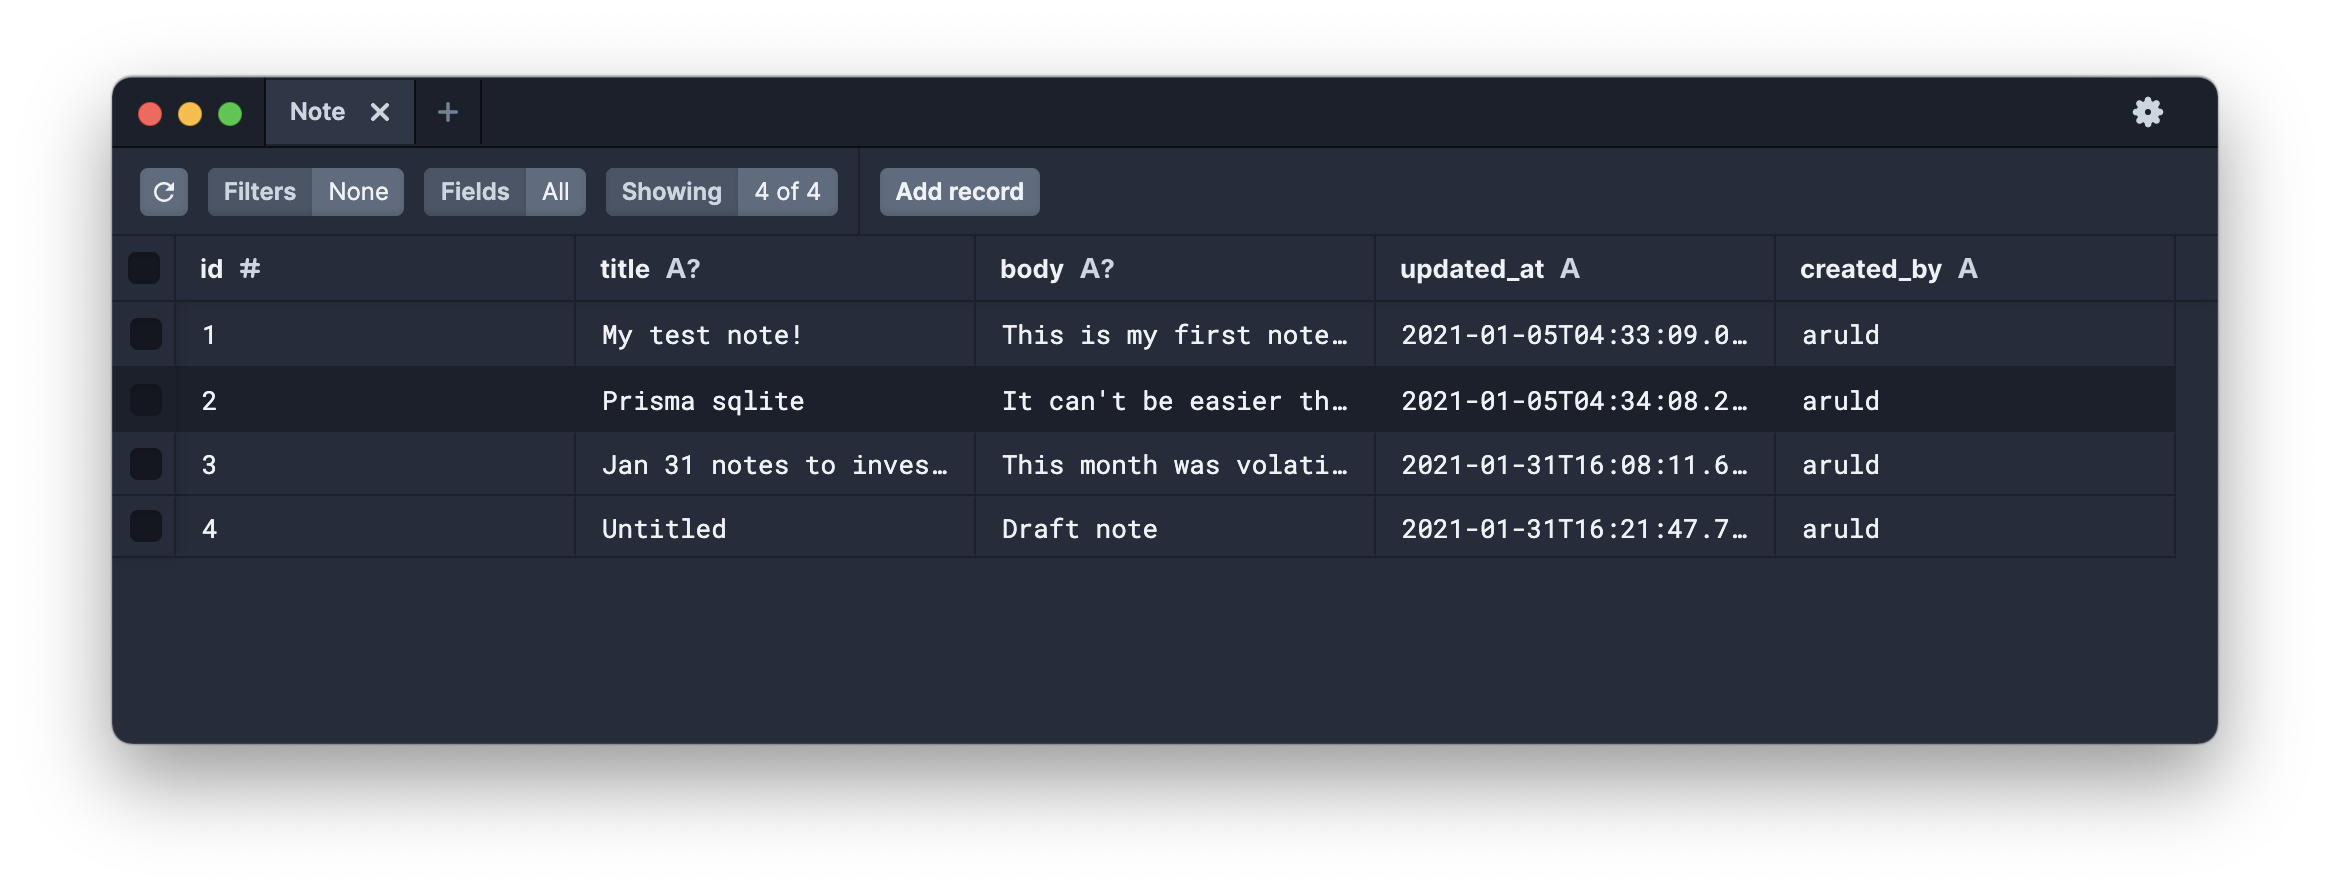 Note
Filters None Fields All Showing 4 of 4 Add record
id # title A? body A? updated_at A created_by A
1 My test note! This is my first note… 2021-01-05T04:33:09.0… aruld
2 Prisma sqlite It can't be easier th… 2021-01-05T04:34:08.2… aruld
3 Jan 31 notes to inves… This month was volati… 2021-01-31T16:08:11.6… aruld
4 Untitled Draft note 2021-01-31T16:21:47.7… aruld